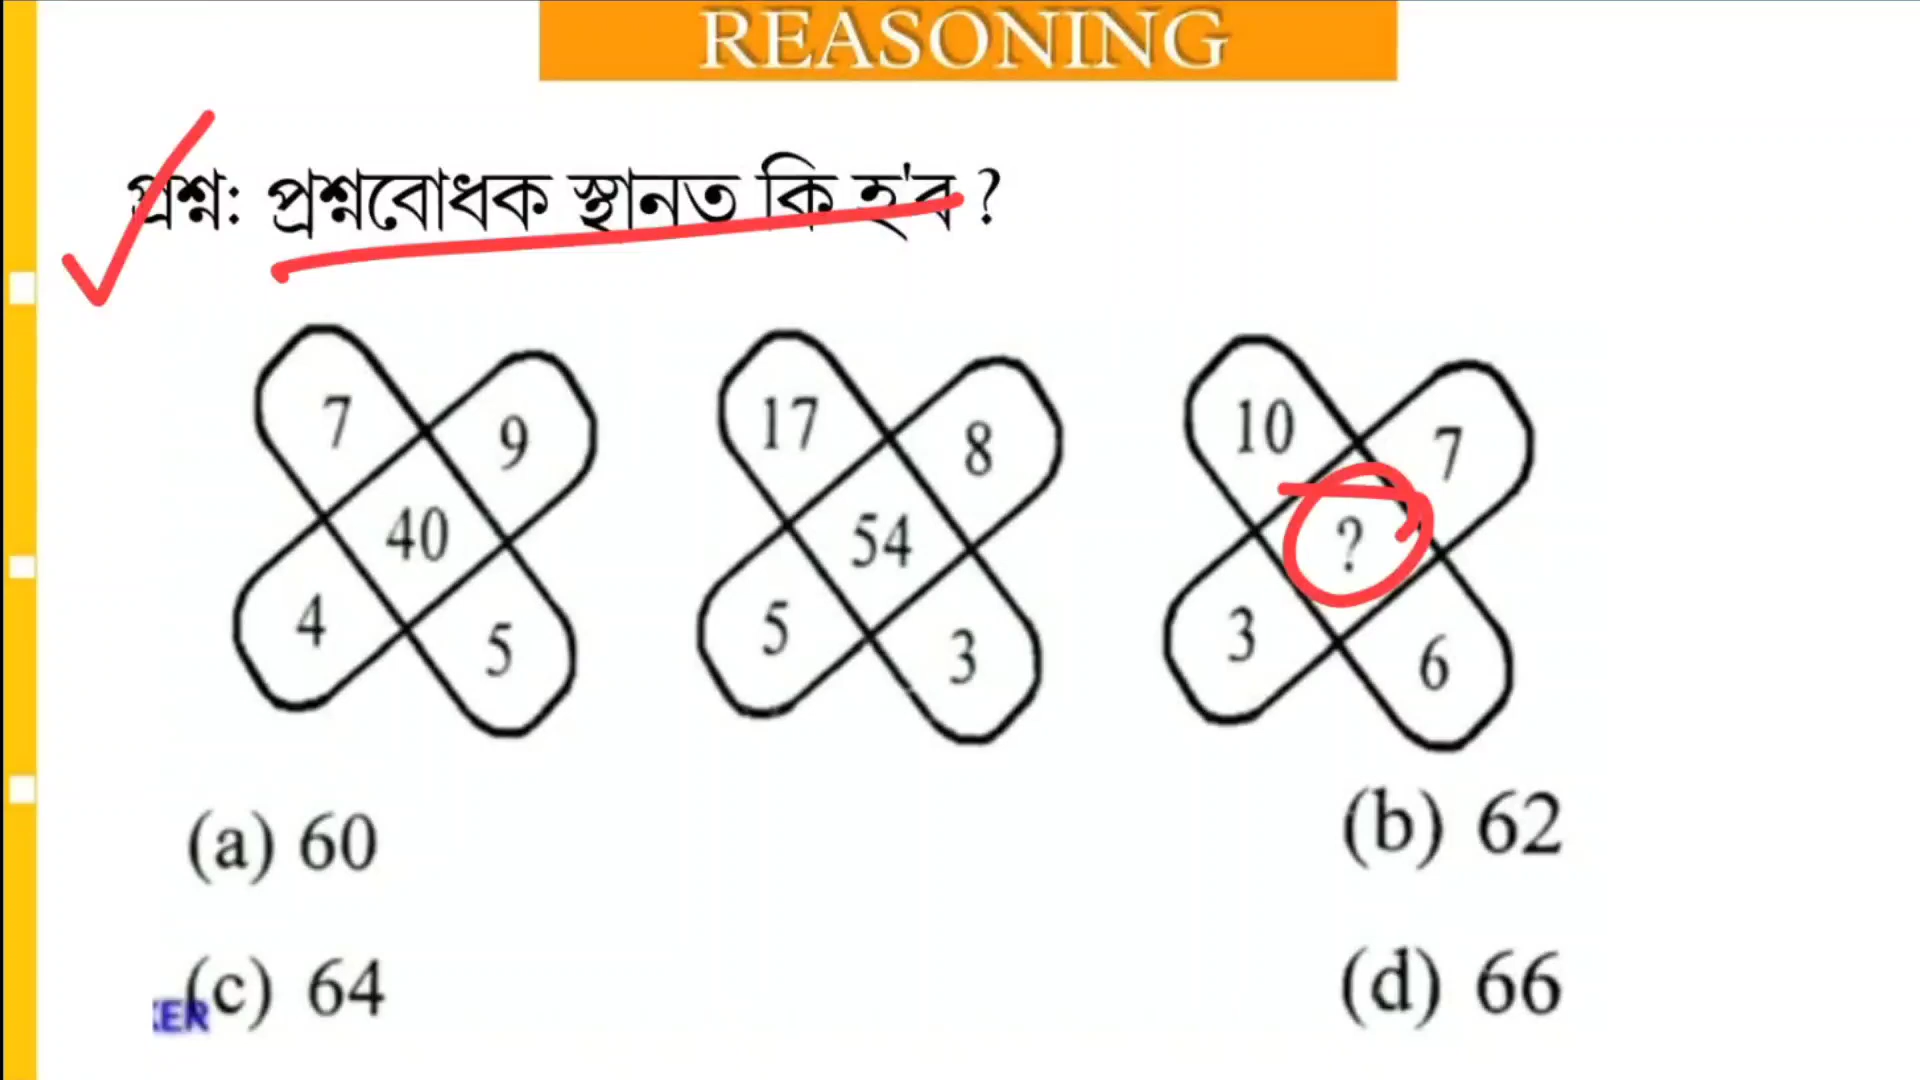 REASONING
প্ৰশ্ন: প্ৰশ্নবোধক স্থানত কি হ'ব ?
7 9 17 8 10 7
40 54 ?
4 5 5 3 3 6
(a) 60 (b) 62
(c) 64 (d) 66
KER